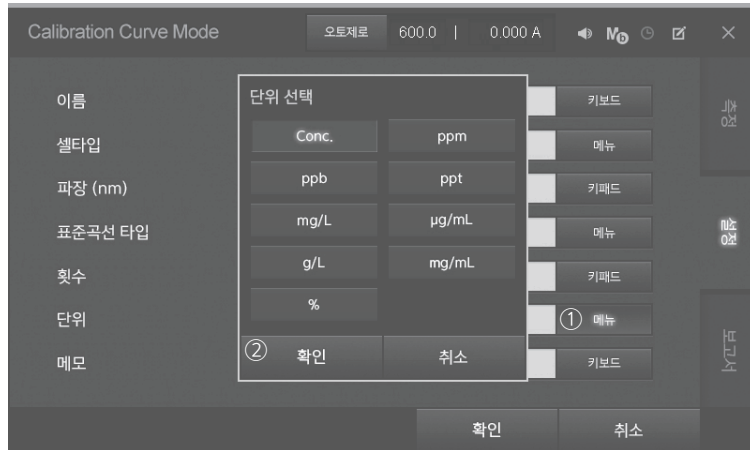 Calibration Curve Mode
오토제로 600.0 | 0.000 A
이름
셀타입
파장 (nm)
표준곡선 타입
횟수
단위
메모
단위 선택
Conc. ppm
ppb ppt
mg/L µg/mL
g/L mg/mL
%
② 확인 취소
키보드
메뉴
키패드
메뉴
키패드
① 메뉴
키보드
측정
설정
보고서
확인 취소